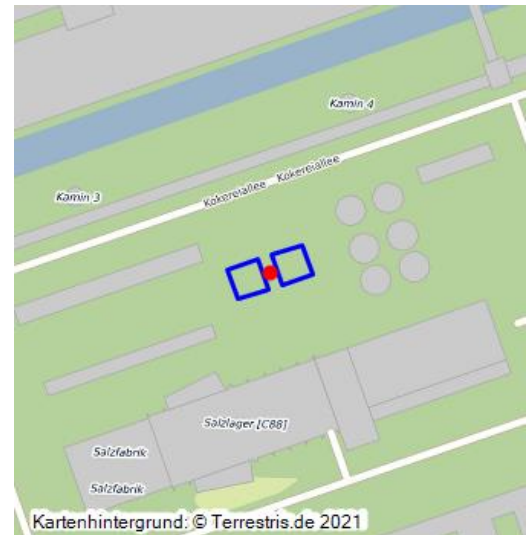 Kamin 4
Kokereiallee Kokereiallee
Kamin 3
Salzlager [C88]
Salzfabrik
Salzfabrik
Kartenhintergrund: © Terrestris.de 2021